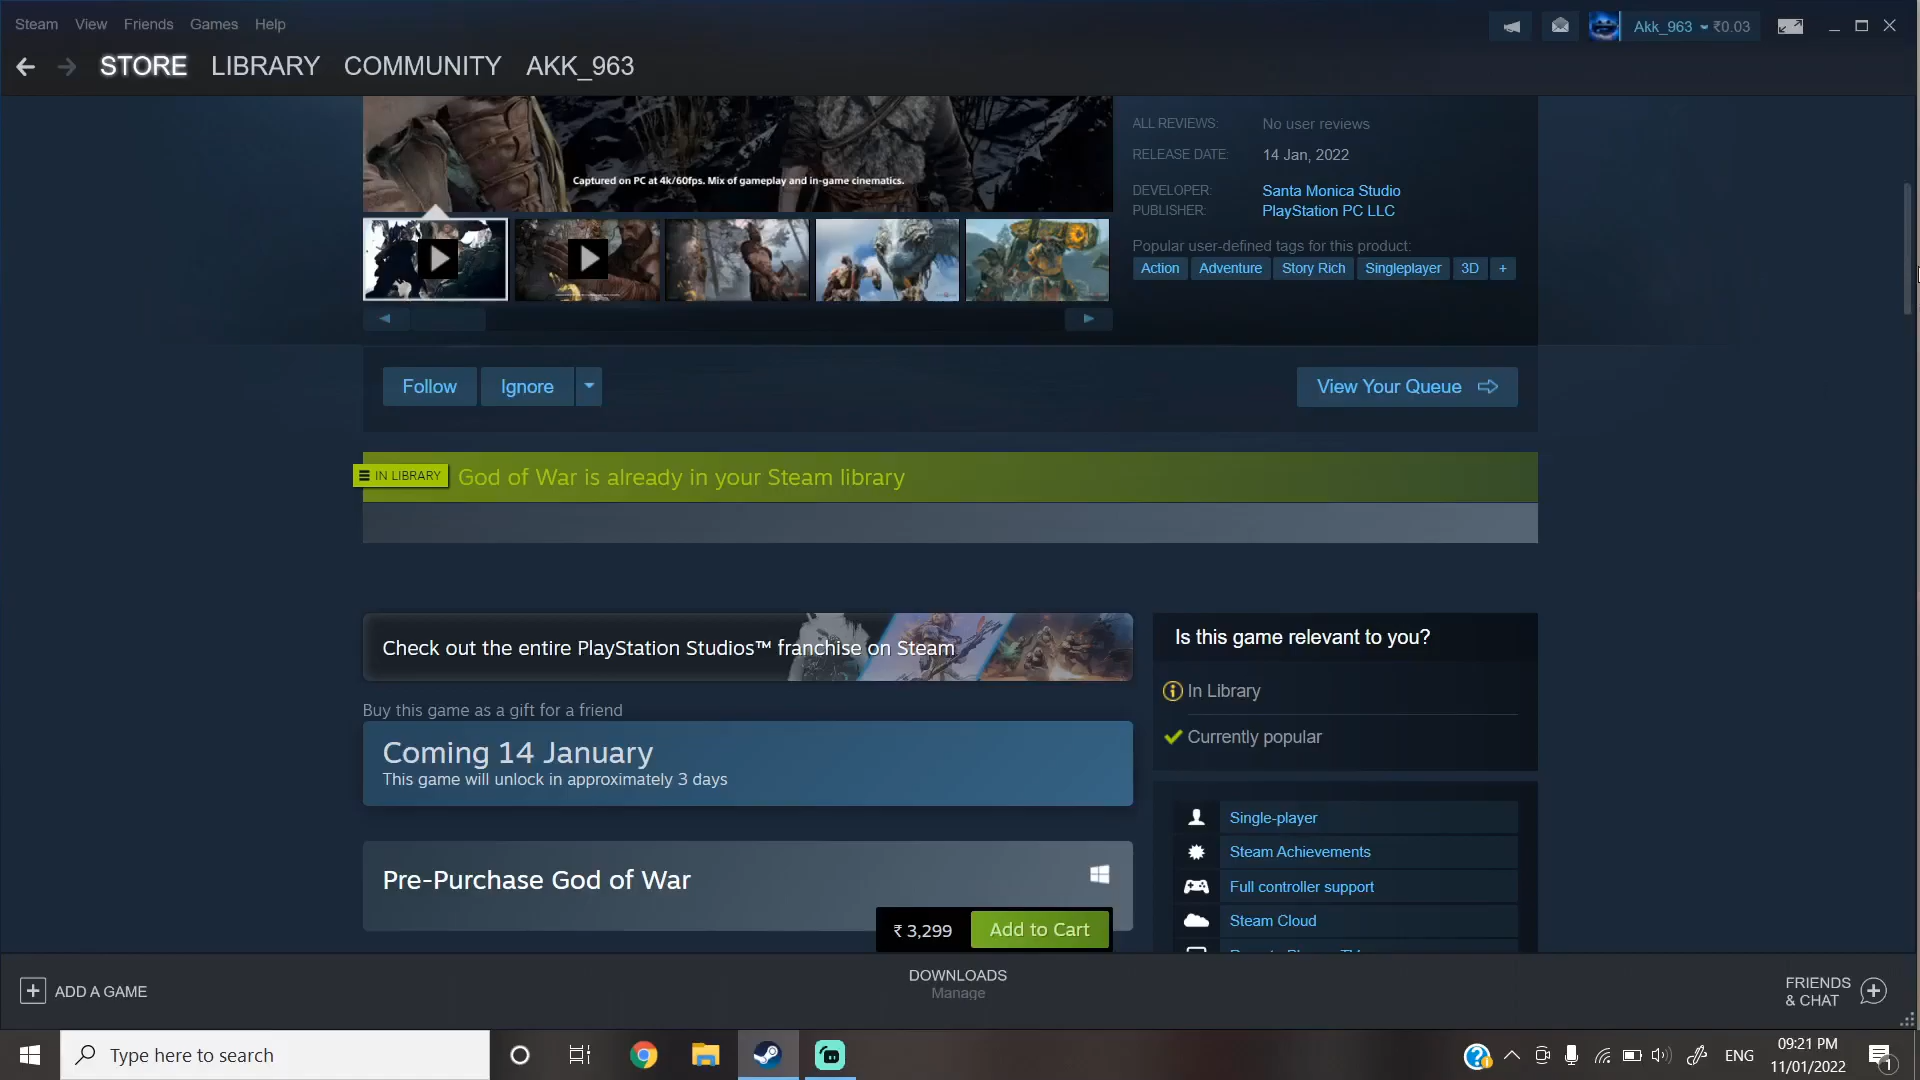 Steam View Friends Games Help
Akk_963 ₹0.03
STORE LIBRARY COMMUNITY AKK_963
Captured on PC at 4k/60fps. Mix of gameplay and in-game cinematics.
ALL REVIEWS: No user reviews
RELEASE DATE: 14 Jan, 2022
DEVELOPER: Santa Monica Studio
PUBLISHER: PlayStation PC LLC
Popular user-defined tags for this product:
Action Adventure Story Rich Singleplayer 3D +
Follow Ignore View Your Queue
IN LIBRARY God of War is already in your Steam library
Check out the entire PlayStation Studios™ franchise on Steam
Buy this game as a gift for a friend
Coming 14 January
This game will unlock in approximately 3 days
Pre-Purchase God of War
₹ 3,299 Add to Cart
Is this game relevant to you?
In Library
Currently popular
Single-player
Steam Achievements
Full controller support
Steam Cloud
ADD A GAME
DOWNLOADS
Manage
FRIENDS
& CHAT
Type here to search
ENG
09:21 PM
11/01/2022
1